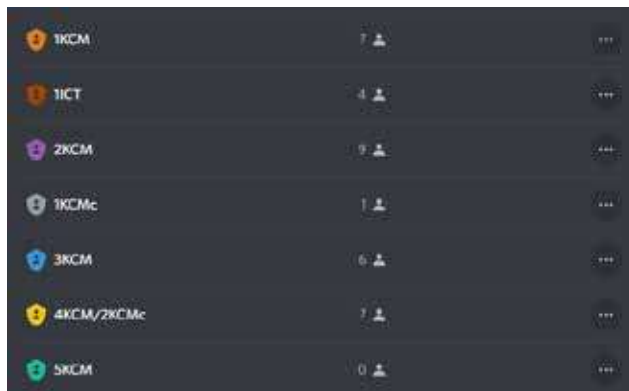 1KCM 7
1ICT 4
2KCM 9
1KCMc 1
3KCM 6
4KCM/2KCMc 7
5KCM 0